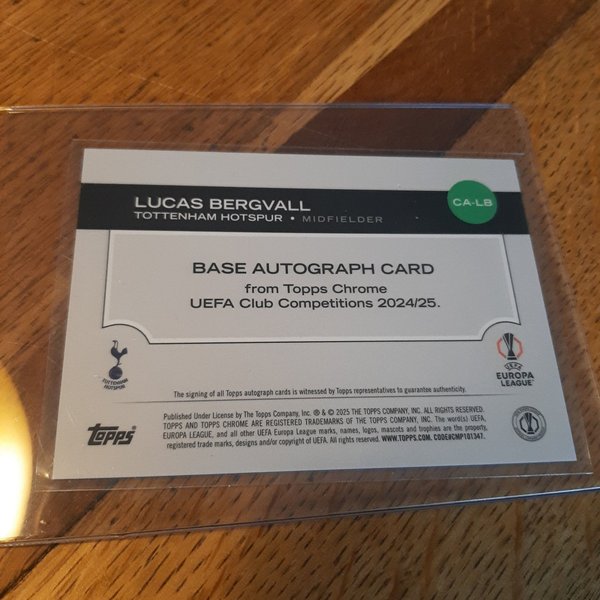 LUCAS BERGVALL
TOTTENHAM HOTSPUR • MIDFIELDER
CA-LB
BASE AUTOGRAPH CARD
from Topps Chrome
UEFA Club Competitions 2024/25.
TOTTENHAM
HOTSPUR
UEFA
EUROPA
LEAGUE
The signing of all Topps autograph cards is witnessed by Topps representatives to guarantee authenticity.
Topps
Published Under License by The Topps Company, Inc. ® & © 2025 THE TOPPS COMPANY, INC. ALL RIGHTS RESERVED.
TOPPS AND TOPPS CHROME ARE REGISTERED TRADEMARKS OF THE TOPPS COMPANY, INC. The word(s) UEFA,
EUROPA LEAGUE, and all other UEFA Europa League marks, names, logos, mascots and trophies are the property,
registered trade marks, designs and/or copyright of UEFA. All rights reserved. WWW.TOPPS.COM. CODE#CMP101347.